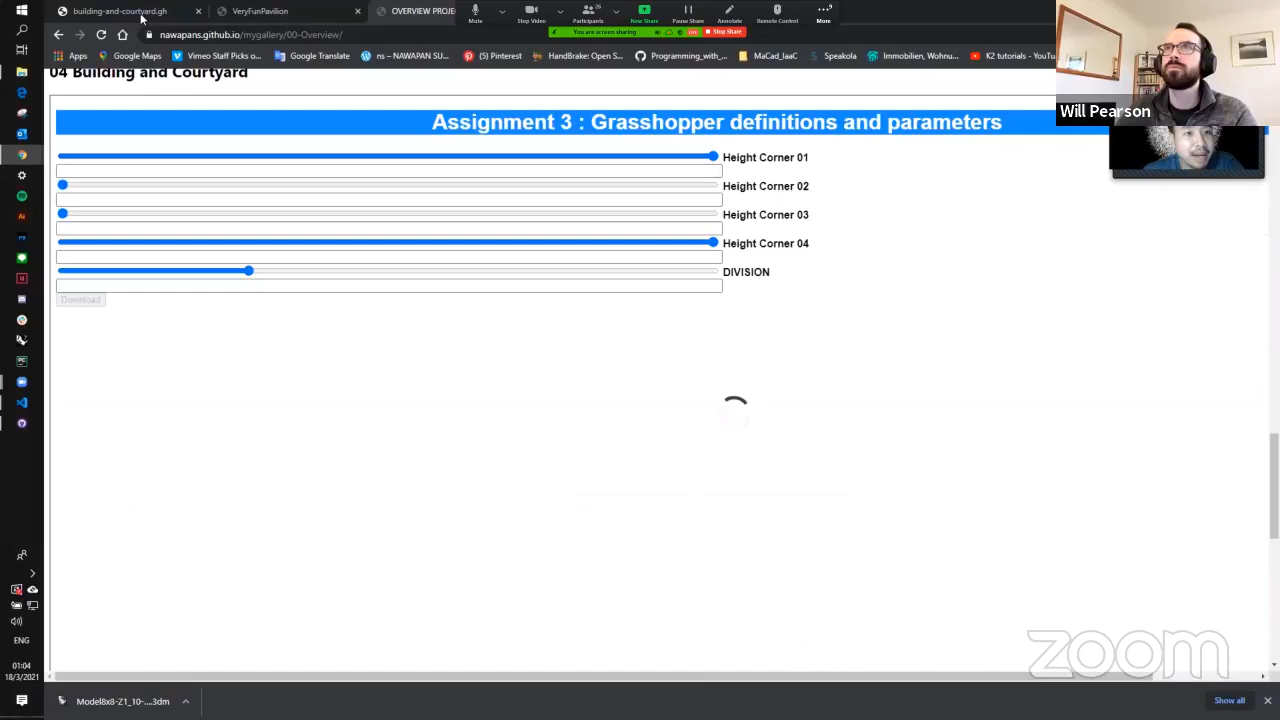 building-and-courtyard.gh
VeryFunPavilion
OVERVIEW PROJE
Mute
Stop Video
26
Participants
New Share
Pause Share
Annotate
Remote Control
More
You are screen sharing
Stop Share
nawapans.github.io/mygallery/00-Overview/
Apps
Google Maps
Vimeo Staff Picks o...
Google Translate
ns – NAWAPAN SU...
(5) Pinterest
HandBrake: Open S...
Programming_with_...
MaCad_IaaC
Speakola
Immobilien, Wohnu...
K2 tutorials - YouTu
Will Pearson
04 Building and Courtyard
Assignment 3 : Grasshopper definitions and parameters
Height Corner 01
Height Corner 02
Height Corner 03
Height Corner 04
DIVISION
Download
ENG
01:04
18/3/2021
zoom
Model8x8-Z1_10-....3dm
Show all